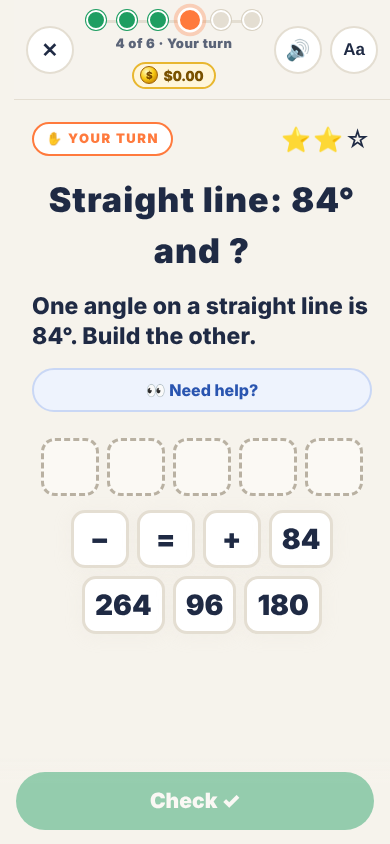 ✕
4 of 6 · Your turn
$ $0.00
🔊
Aa
✋ YOUR TURN
⭐⭐☆
Straight line: 84°
and ?
One angle on a straight line is
84°. Build the other.
👀 Need help?
− = + 84
264 96 180
Check ✓